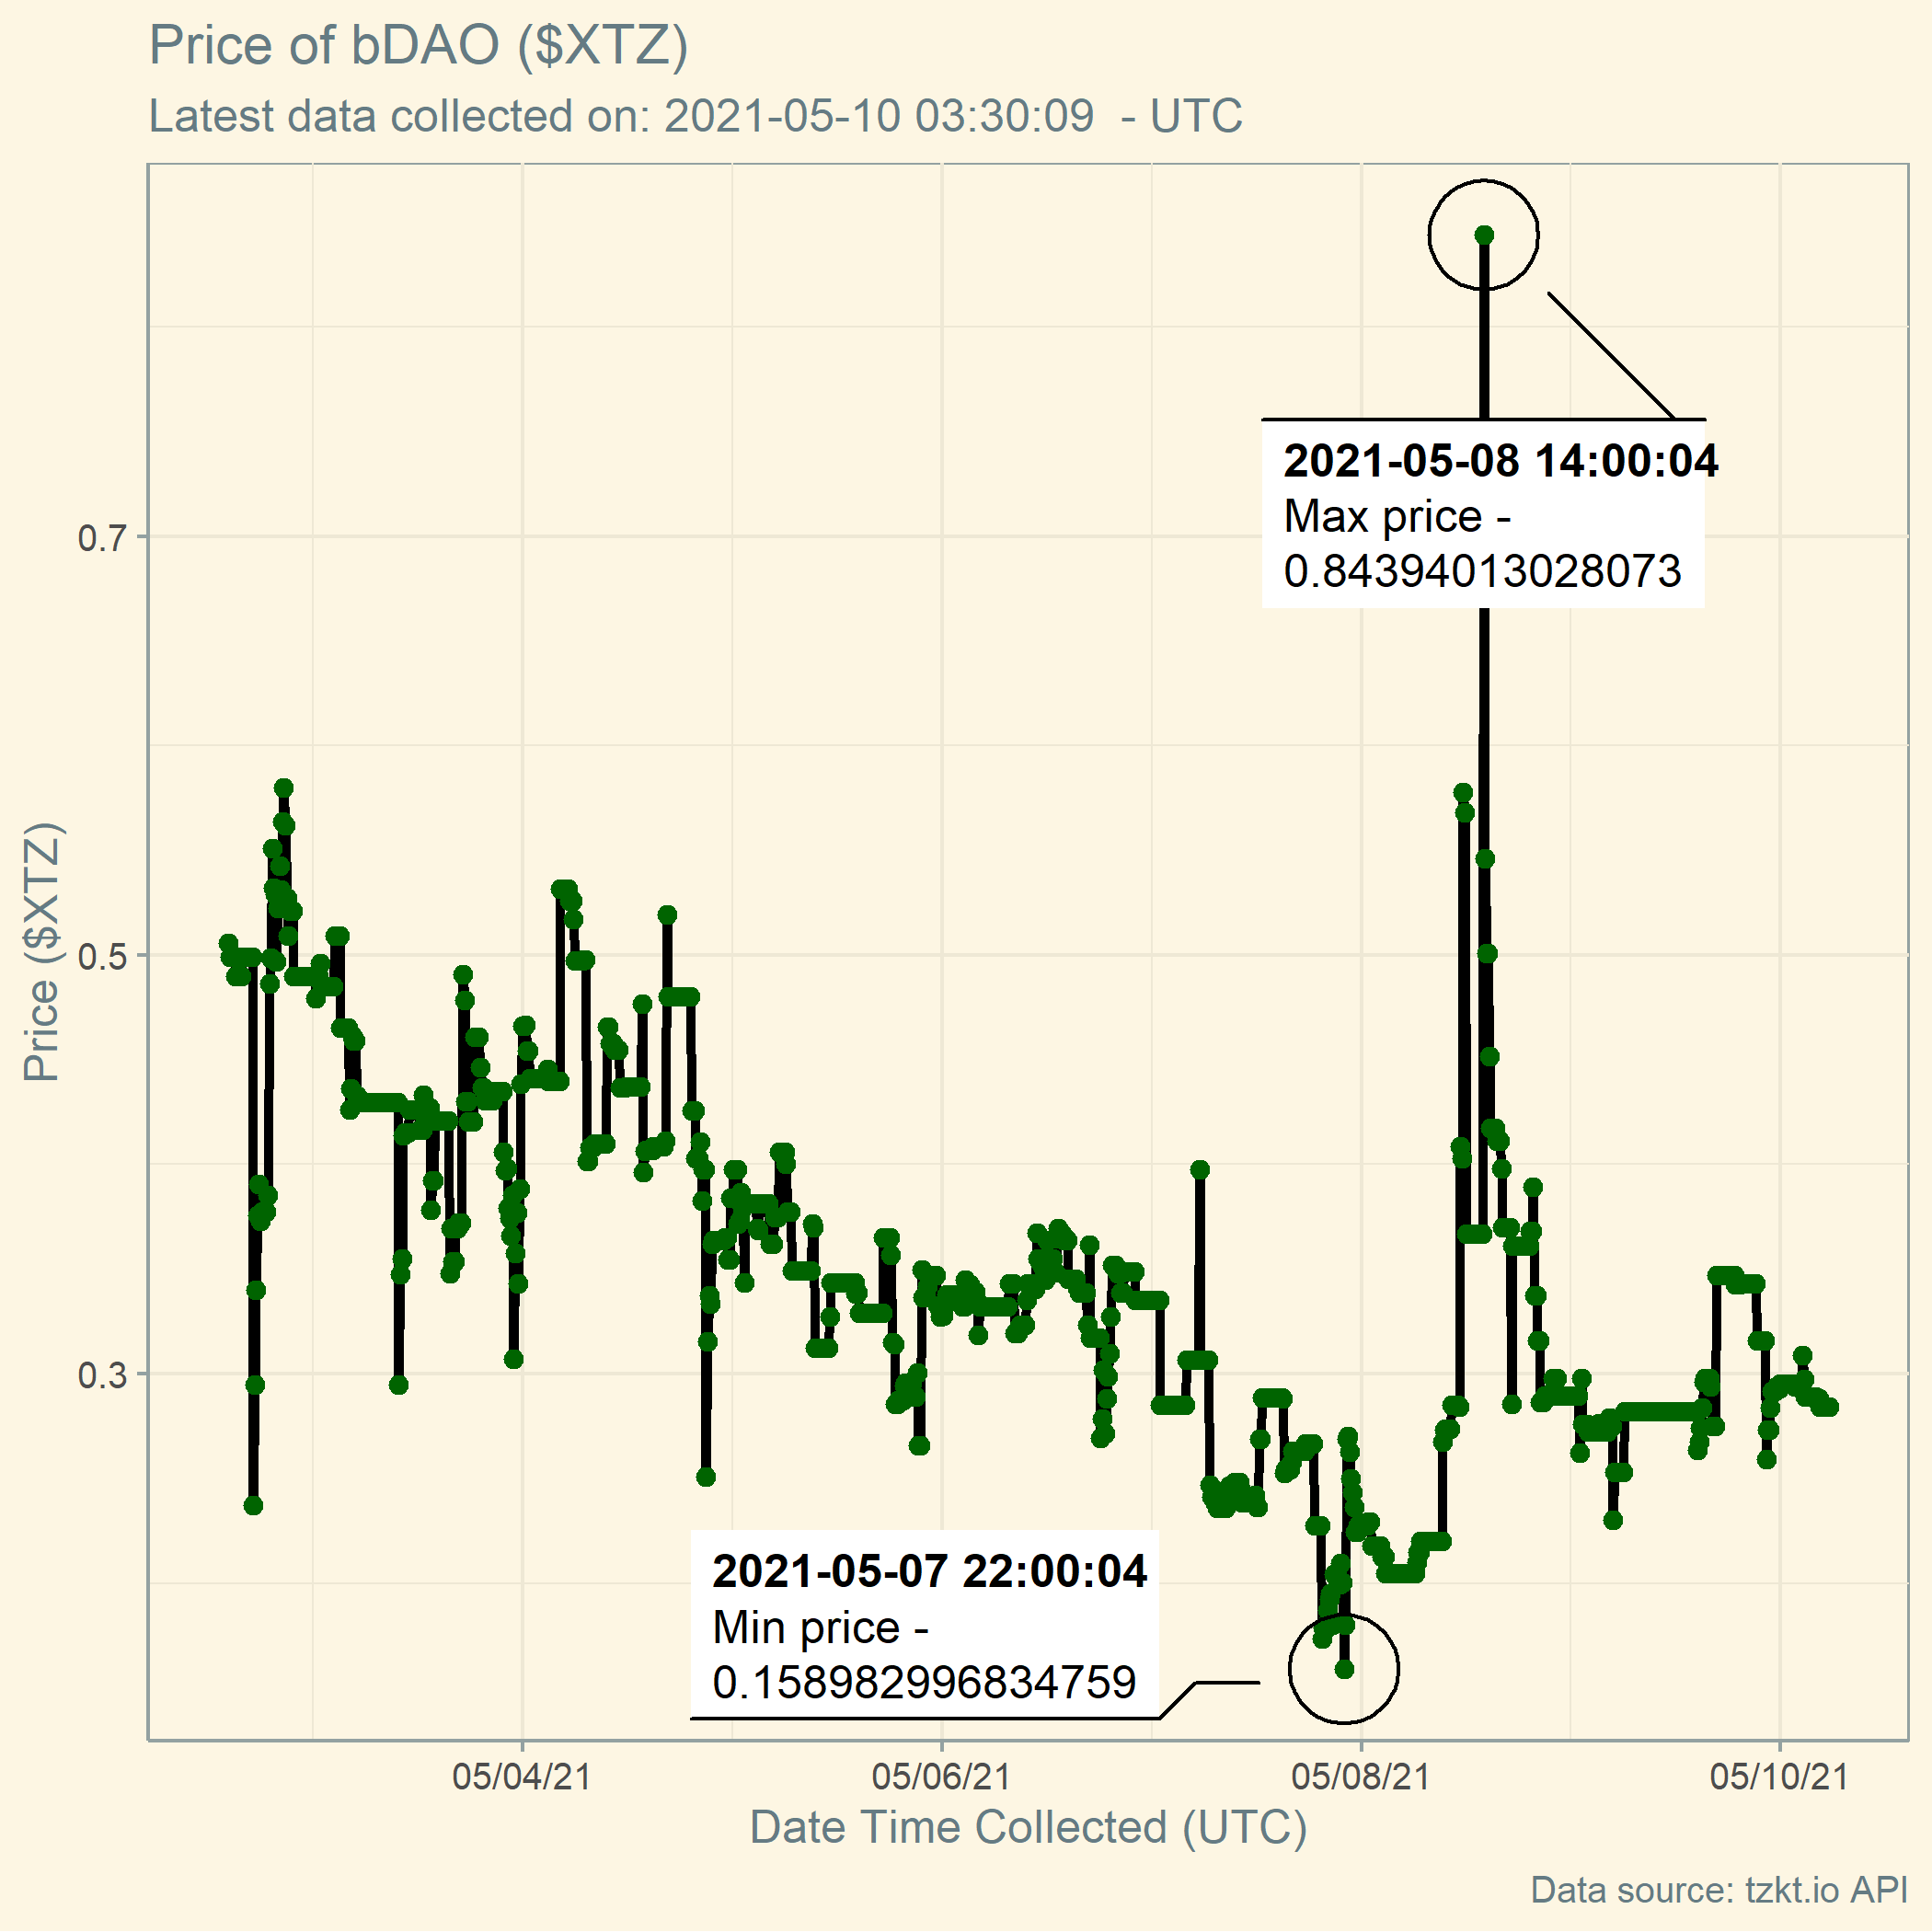 Price of bDAO ($XTZ)
Latest data collected on: 2021-05-10 03:30:09  - UTC
2021-05-08 14:00:04
Max price -
0.84394013028073
0.7
0.5
0.3
Price ($XTZ)
2021-05-07 22:00:04
Min price -
0.158982996834759
05/04/21
05/06/21
05/08/21
05/10/21
Date Time Collected (UTC)
Data source: tzkt.io API